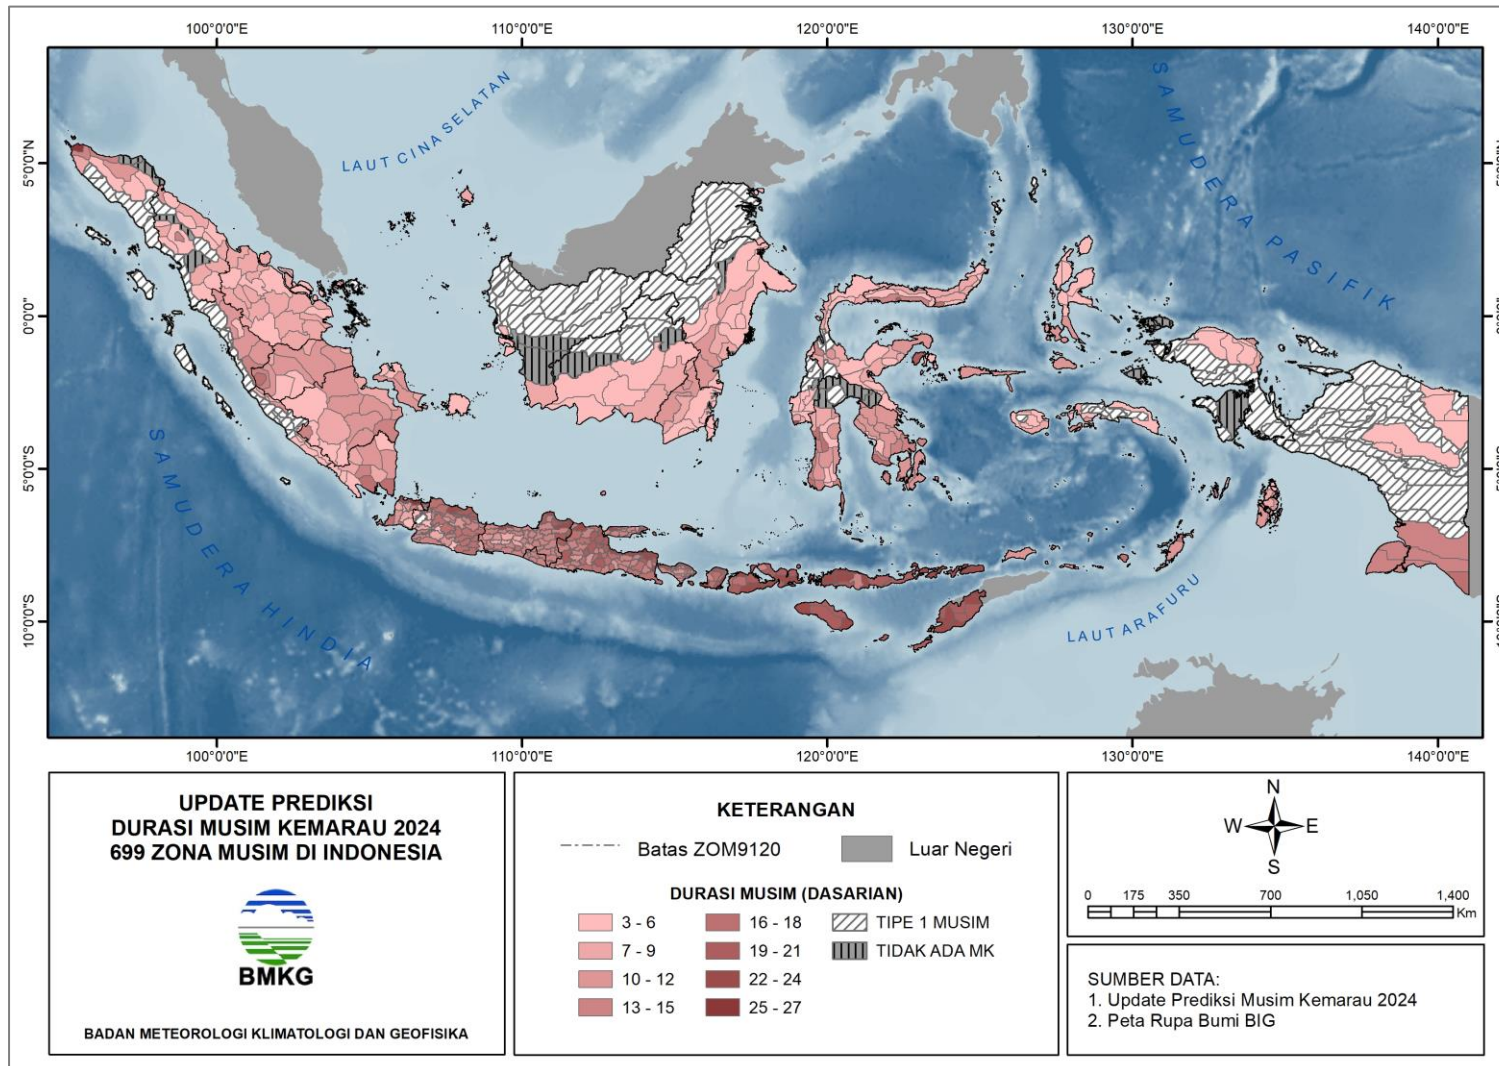 100°0'0"E
110°0'0"E
120°0'0"E
130°0'0"E
140°0'0"E
5°0'0"N
0°0'0"
5°0'0"S
10°0'0"S
LAUT CINA SELATAN
SAMUDERA PASIFIK
SAMUDERA HINDIA
LAUT ARAFURU
100°0'0"E
110°0'0"E
120°0'0"E
130°0'0"E
140°0'0"E
UPDATE PREDIKSI
DURASI MUSIM KEMARAU 2024
699 ZONA MUSIM DI INDONESIA
BMKG
BADAN METEOROLOGI KLIMATOLOGI DAN GEOFISIKA
KETERANGAN
Batas ZOM9120
Luar Negeri
DURASI MUSIM (DASARIAN)
3 - 6
7 - 9
10 - 12
13 - 15
16 - 18
19 - 21
22 - 24
25 - 27
TIPE 1 MUSIM
TIDAK ADA MK
N
W
E
S
0 175 350 700 1,050 1,400
Km
SUMBER DATA:
1. Update Prediksi Musim Kemarau 2024
2. Peta Rupa Bumi BIG